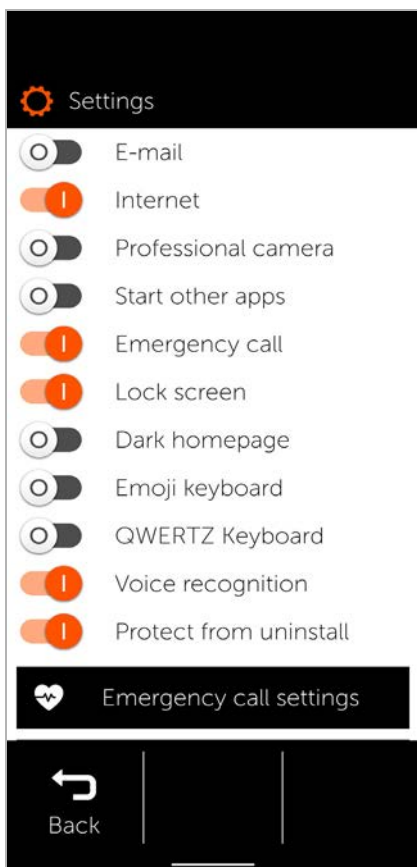 Settings
E-mail
Internet
Professional camera
Start other apps
Emergency call
Lock screen
Dark homepage
Emoji keyboard
QWERTZ Keyboard
Voice recognition
Protect from uninstall
Emergency call settings
Back